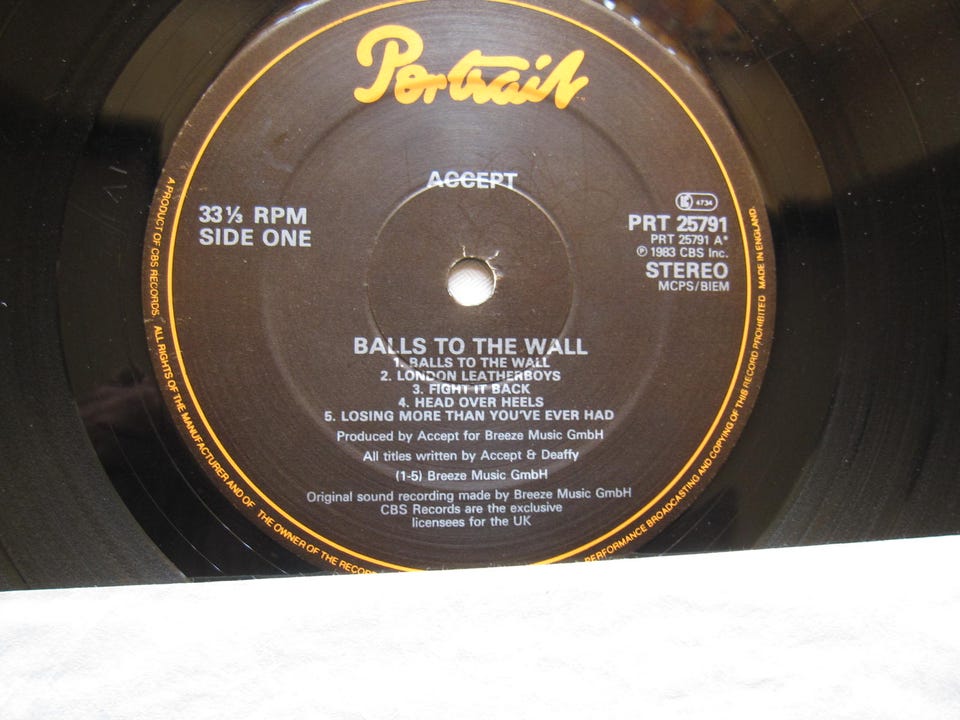 Portrait
ACCEPT
33⅓ RPM
SIDE ONE
4734
PRT 25791
PRT 25791 A*
℗ 1983 CBS Inc.
STEREO
MCPS/BIEM
BALLS TO THE WALL
1. BALLS TO THE WALL
2. LONDON LEATHERBOYS
3. FIGHT IT BACK
4. HEAD OVER HEELS
5. LOSING MORE THAN YOU'VE EVER HAD
Produced by Accept for Breeze Music GmbH
All titles written by Accept & Deaffy
(1-5) Breeze Music GmbH
Original sound recording made by Breeze Music GmbH
CBS Records are the exclusive
licensees for the UK
A PRODUCT OF CBS RECORDS. ALL RIGHTS OF THE MANUFACTURER AND OF THE OWNER OF THE RECOR
PERFORMANCE BROADCASTING AND COPYING OF THIS RECORD PROHIBITED MADE IN ENGLAND.